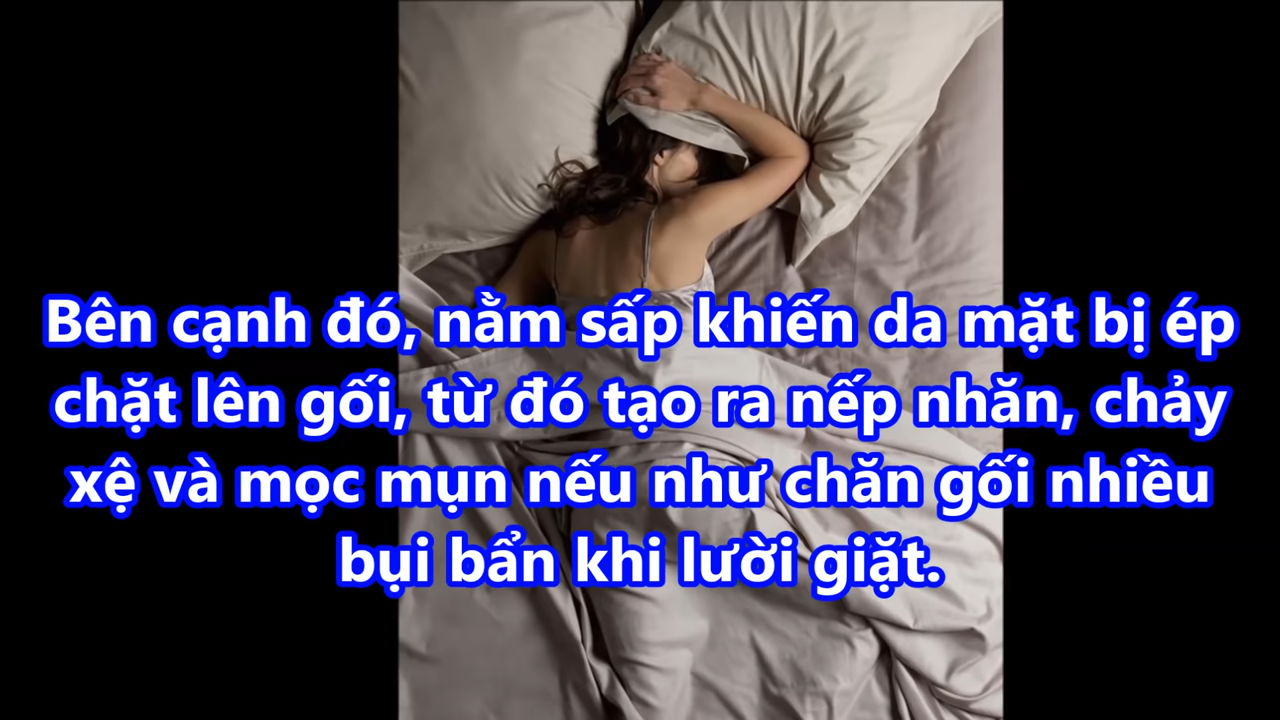 Bên cạnh đó, nằm sấp khiến da mặt bị ép
chặt lên gối, từ đó tạo ra nếp nhăn, chảy
xệ và mọc mụn nếu như chăn gối nhiều
bụi bẩn khi lười giặt.